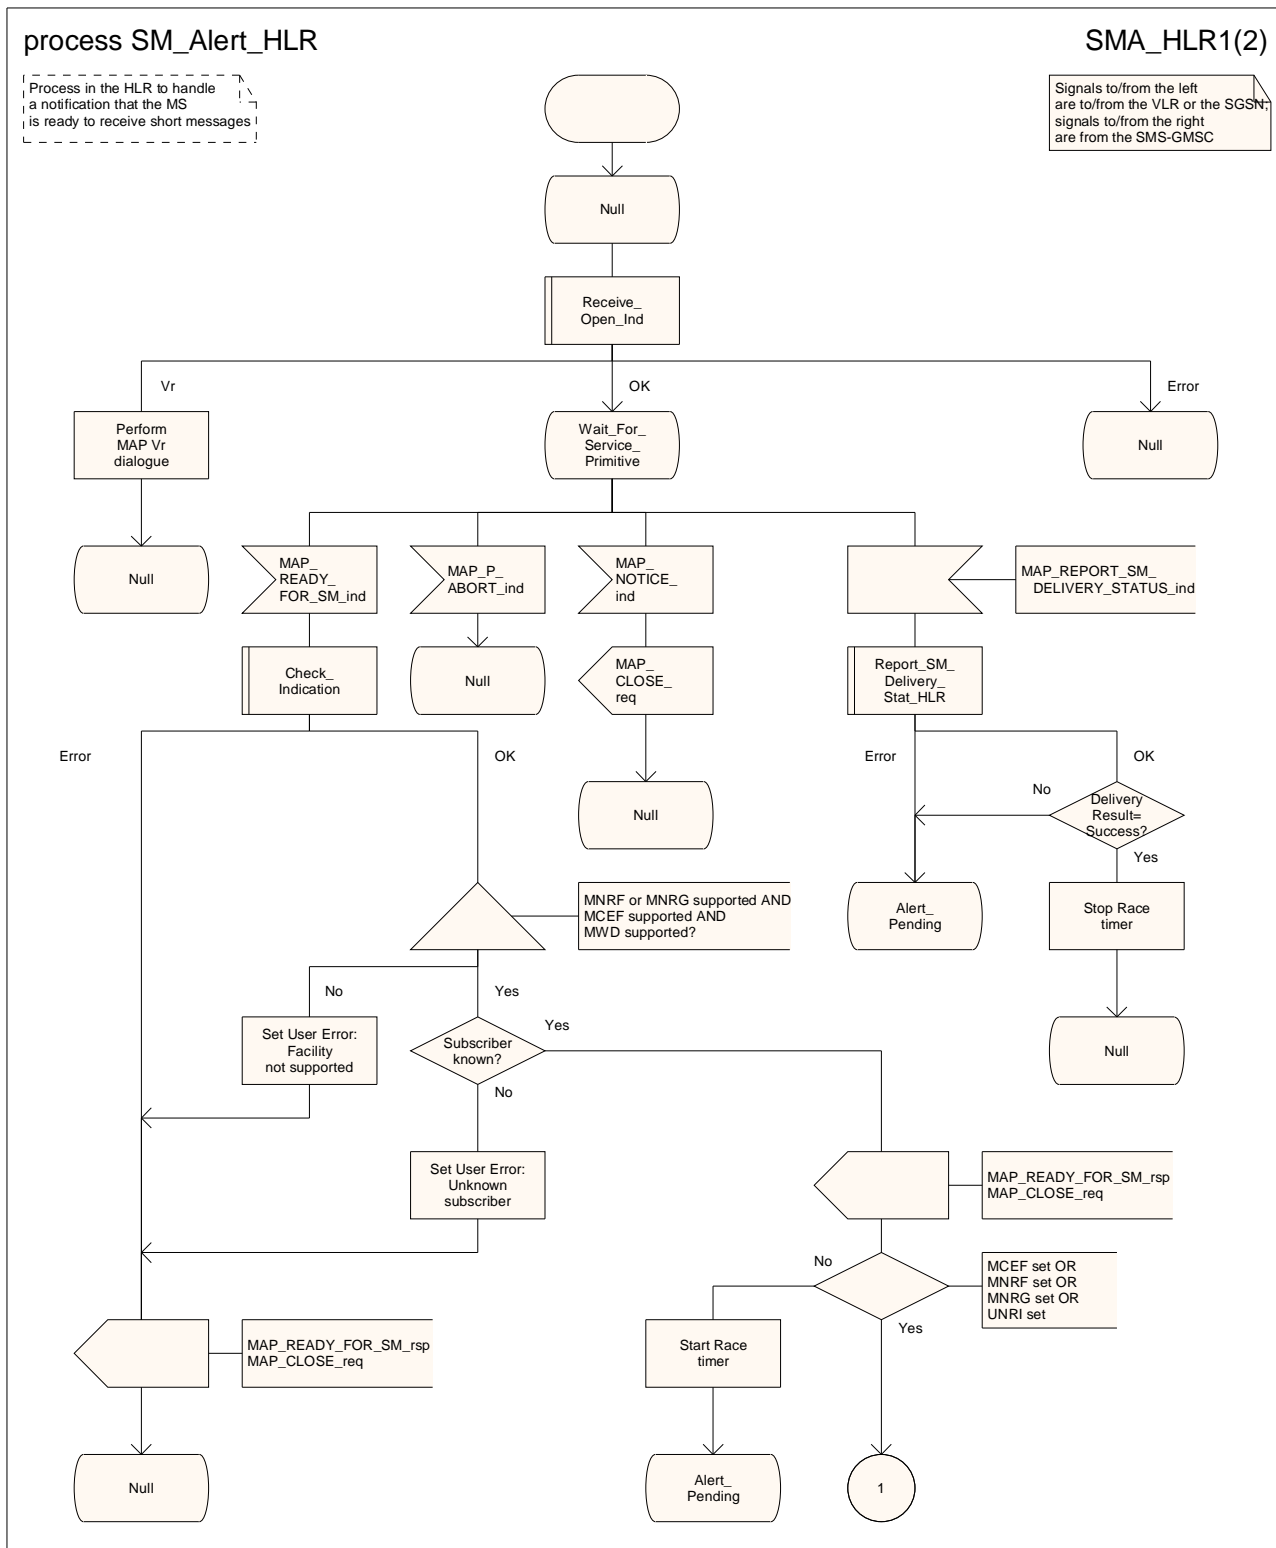 process SM_Alert_HLR
SMA_HLR1(2)
Process in the HLR to handle
a notification that the MS
is ready to receive short messages
Signals to/from the left
are to/from the VLR or the SGSN;
signals to/from the right
are from the SMS-GMSC
Null
Receive_
Open_Ind
Vr
OK
Error
Perform
MAP Vr
dialogue
Wait_For_
Service_
Primitive
Null
Null
MAP_
READY_
FOR_SM_ind
MAP_P_
ABORT_ind
MAP_
NOTICE_
ind
MAP_REPORT_SM_
DELIVERY_STATUS_ind
Check_
Indication
Null
MAP_
CLOSE_
req
Report_SM_
Delivery_
Stat_HLR
Error
OK
Error
OK
Null
No
Delivery
Result=
Success?
Yes
MNRF or MNRG supported AND
MCEF supported AND
MWD supported?
Alert_
Pending
Stop Race
timer
No
Yes
Set User Error:
Facility
not supported
Subscriber
known?
Yes
Null
No
Set User Error:
Unknown
subscriber
MAP_READY_FOR_SM_rsp
MAP_CLOSE_req
No
MCEF set OR
MNRF set OR
MNRG set OR
UNRI set
Yes
MAP_READY_FOR_SM_rsp
MAP_CLOSE_req
Start Race
timer
Null
Alert_
Pending
1